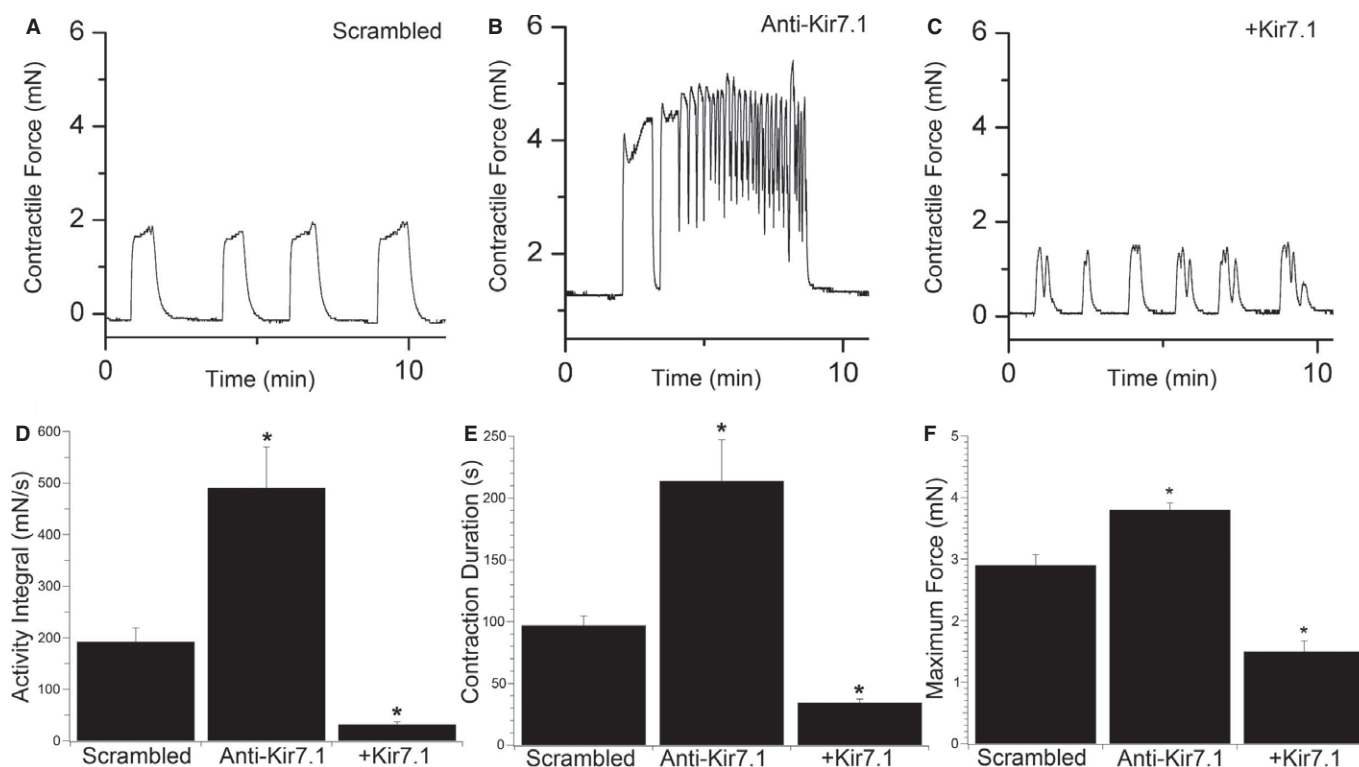 A
Scrambled
Contractile Force (mN)
6
4
2
0
0
10
Time (min)
B
Anti-Kir7.1
Contractile Force (mN)
6
4
2
0
10
Time (min)
C
+Kir7.1
Contractile Force (mN)
6
4
2
0
0
10
Time (min)
D
Activity Integral (mN/s)
600
500
400
300
200
100
0
*
*
Scrambled Anti-Kir7.1 +Kir7.1
E
Contraction Duration (s)
250
200
150
100
50
0
*
*
Scrambled Anti-Kir7.1 +Kir7.1
F
Maximum Force (mN)
5
4
3
2
1
0
*
*
Scrambled Anti-Kir7.1 +Kir7.1